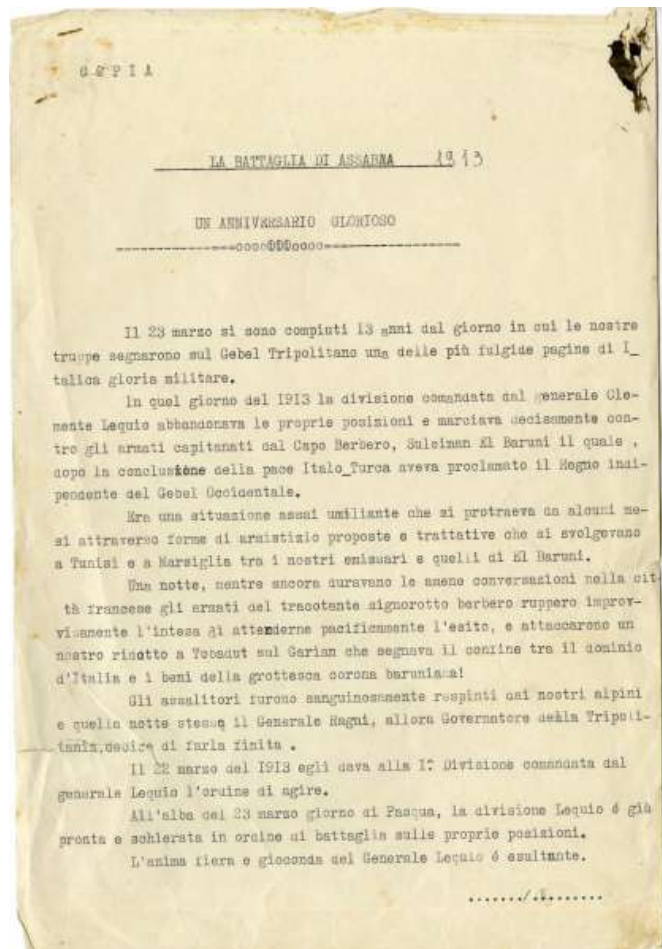 COPIA
LA BATTAGLIA DI ASSABAA 1913
UN ANNIVERSARIO GLORIOSO
Il 23 marzo si sono compiuti I3 anni dal giorno in cui le nostre
truppe segnarono sul Gebel Tripolitano una delle più fulgide pagine di I_
talica gloria militare.
In quel giorno del I913 la divisione comandata dal generale Cle-
mente Lequio abbandonava le proprie posizioni e marciava decisamente con-
tro gli armati capitanati dal Capo Berbero, Suleiman El Baruni il quale ,
dopo la conclusione della pace Italo_Turca aveva proclamato il Regno indi-
pendente del Gebel Occidentale.
Era una situazione assai umiliante che si protraeva da alcuni me-
si attraverso forme di armistizio proposte e trattative che si svolgevano
a Tunisi e a Marsiglia tra i nostri emissari e quelli di El Baruni.
Una notte, mentre ancora duravano le amene conversazioni nella cit
tà francese gli armati del tracotante signorotto berbero ruppero improv-
visamente l'intesa di attenderne pacificamente l'esito, e attaccarono un
nostro ridotto a Tobadut sul Garian che segnava il confine tra il dominio
d'Italia e i beni della grottesca corona baruniana!
Gli assalitori furono sanguinosamente respinti dai nostri alpini
e quella notte stessa il Generale Ragni, allora Governatore della Tripoli-
tania,decise di farla finita .
Il 22 marzo del I913 egli dava alla I° Divisione comandata dal
generale Lequio l'ordine di agire.
All'alba del 23 marzo giorno di Pasqua, la divisione Lequio é già
pronta e schierata in ordine di battaglia sulle proprie posizioni.
L'anima fiera e gioconda del Generale Lequio é esultante.